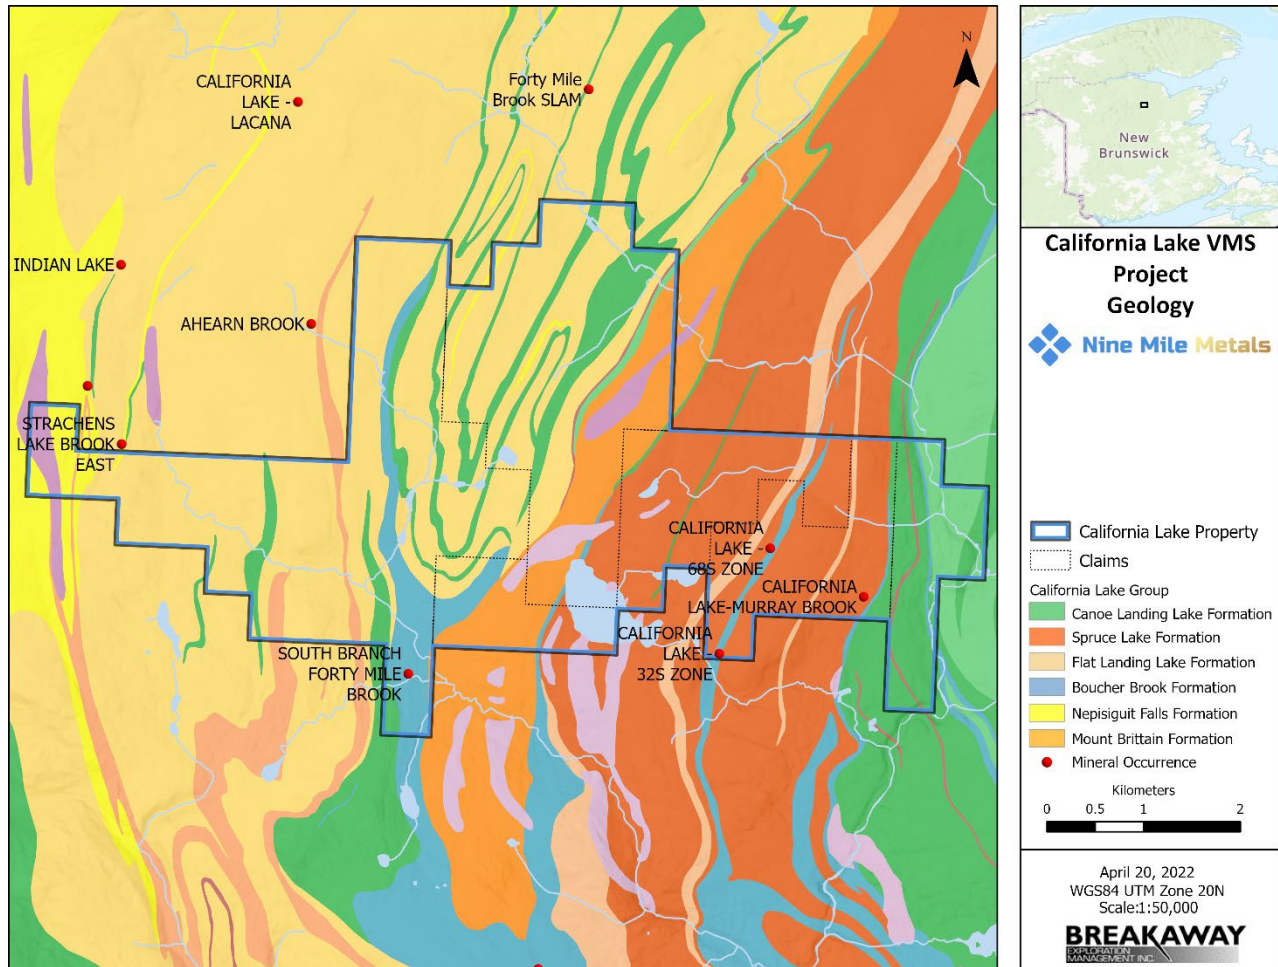 CALIFORNIA
LAKE -
LACANA
Forty Mile
Brook SLAM
N
INDIAN LAKE
AHEARN BROOK
STRACHENS
LAKE BROOK
EAST
CALIFORNIA
LAKE -
68S ZONE
CALIFORNIA
LAKE-MURRAY BROOK
CALIFORNIA
LAKE -
32S ZONE
SOUTH BRANCH
FORTY MILE
BROOK
New
Brunswick
California Lake VMS
Project
Geology
Nine Mile Metals
California Lake Property
Claims
California Lake Group
Canoe Landing Lake Formation
Spruce Lake Formation
Flat Landing Lake Formation
Boucher Brook Formation
Nepisiguit Falls Formation
Mount Brittain Formation
Mineral Occurrence
Kilometers
0 0.5 1 2
April 20, 2022
WGS84 UTM Zone 20N
Scale:1:50,000
BREAKAWAY
EXPLORATION
MANAGEMENT INC.